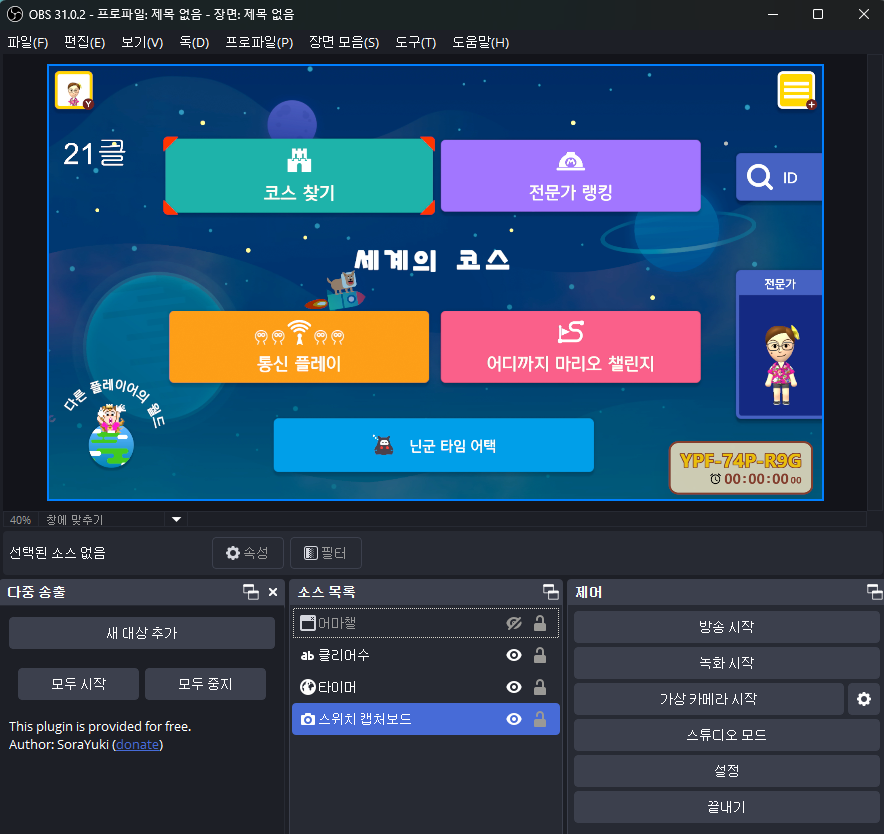 OBS 31.0.2 - 프로파일: 제목 없음 - 장면: 제목 없음
파일(F) 편집(E) 보기(V) 독(D) 프로파일(P) 장면 모음(S) 도구(T) 도움말(H)
Y
21클
코스 찾기
전문가 랭킹
ID
세계의 코스
전문가
통신 플레이
어디까지 마리오 챌린지
다른 플레이어의 월드
닌군 타임 어택
YPF-74P-R9G
00:00:00 00
40% 창에 맞추기
선택된 소스 없음 속성 필터
다중 송출
새 대상 추가
모두 시작 모두 중지
This plugin is provided for free.
Author: SoraYuki (donate)
소스 목록
어마챌
ab 클리어수
타이머
스위치 캡처보드
제어
방송 시작
녹화 시작
가상 카메라 시작
스튜디오 모드
설정
끝내기